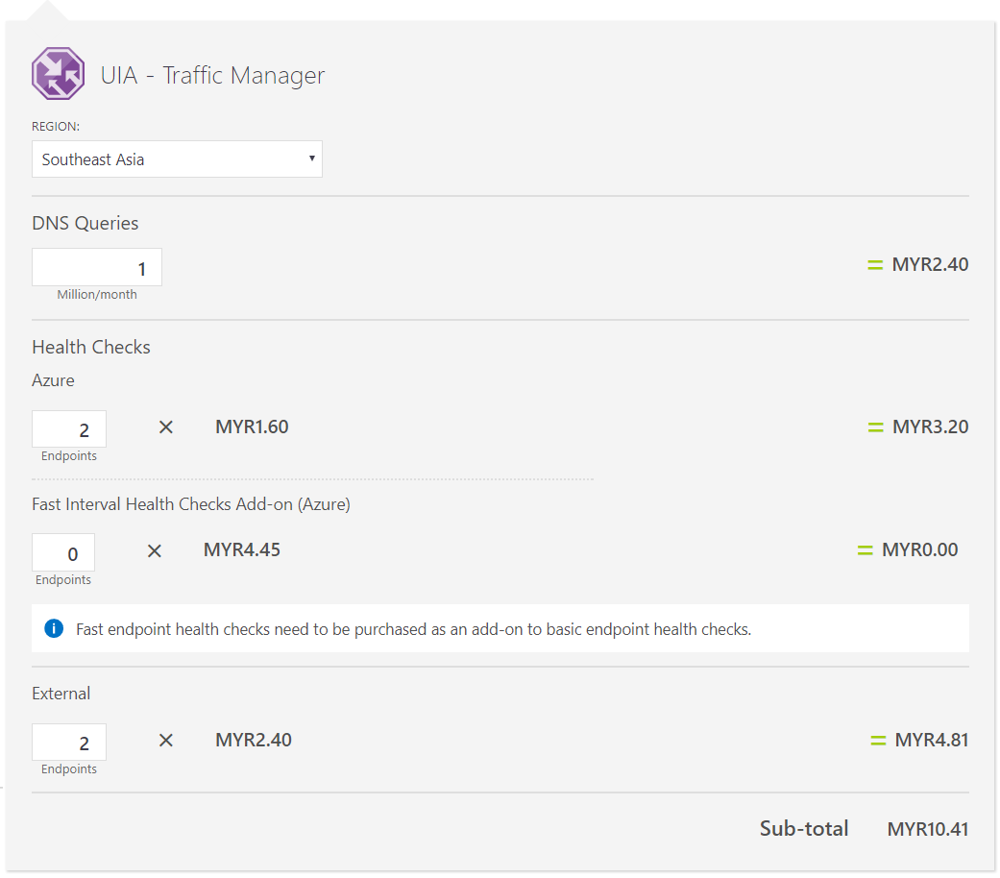 UIA - Traffic Manager
REGION:
Southeast Asia
DNS Queries
1
= MYR2.40
Million/month
Health Checks
Azure
2 × MYR1.60 = MYR3.20
Endpoints
Fast Interval Health Checks Add-on (Azure)
0 × MYR4.45 = MYR0.00
Endpoints
Fast endpoint health checks need to be purchased as an add-on to basic endpoint health checks.
External
2 × MYR2.40 = MYR4.81
Endpoints
Sub-total MYR10.41